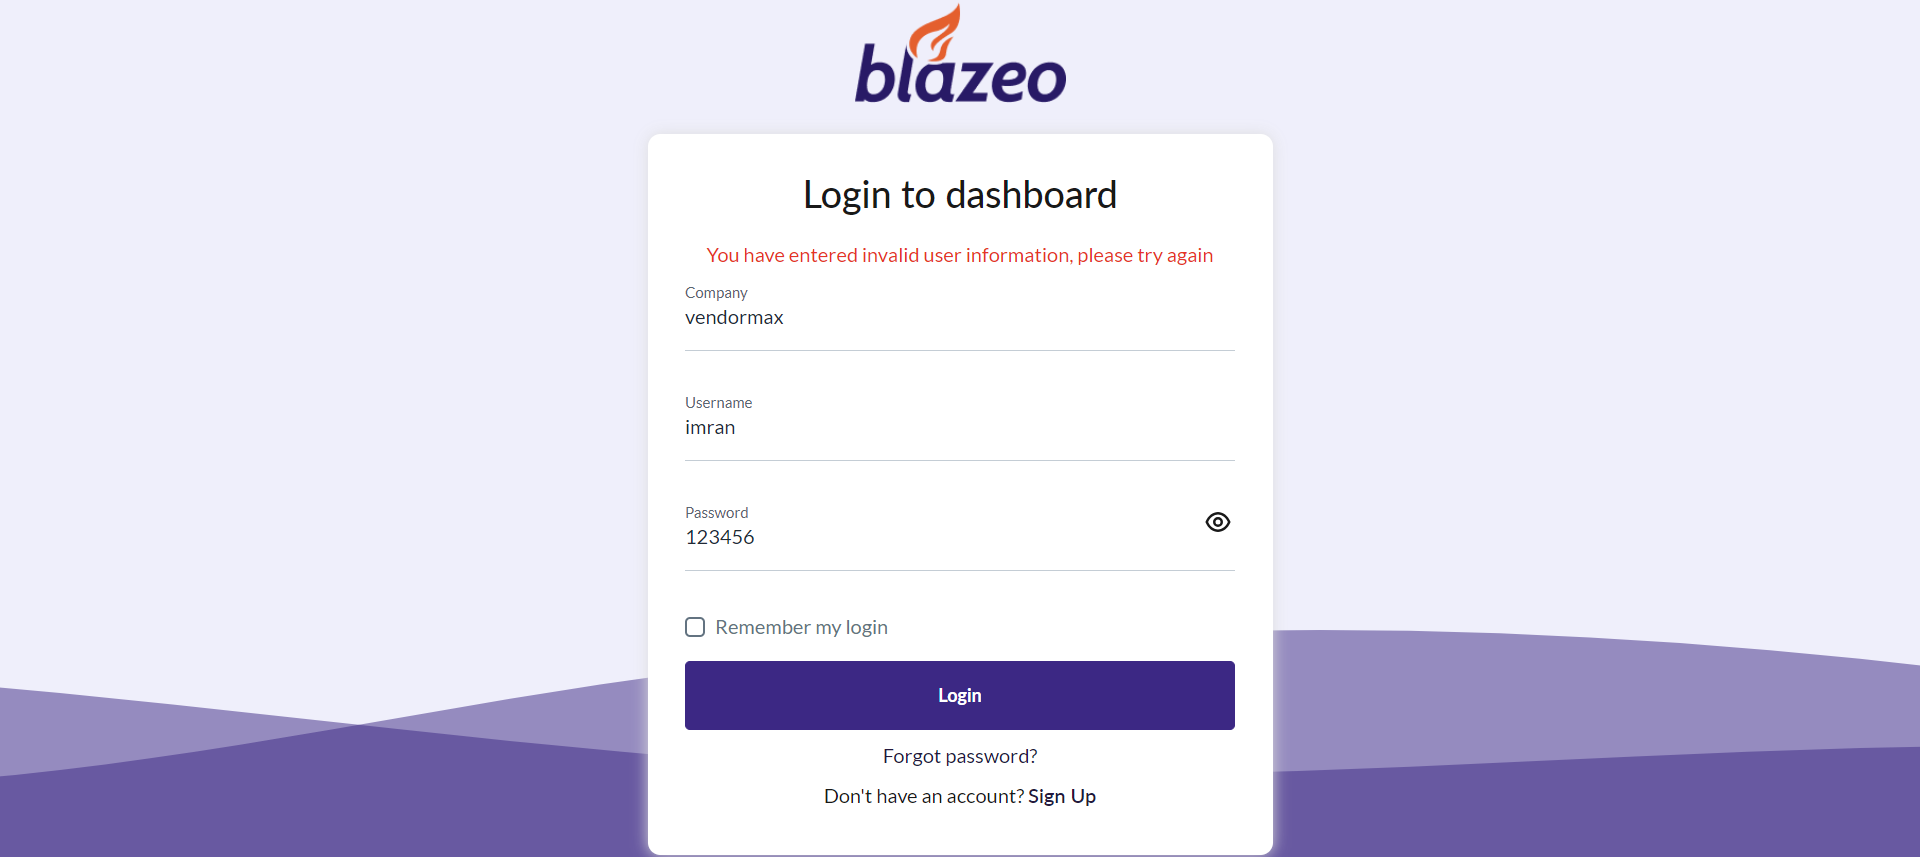 blazeo
Login to dashboard
You have entered invalid user information, please try again
Company
vendormax
Username
imran
Password
123456
Remember my login
Login
Forgot password?
Don't have an account? Sign Up